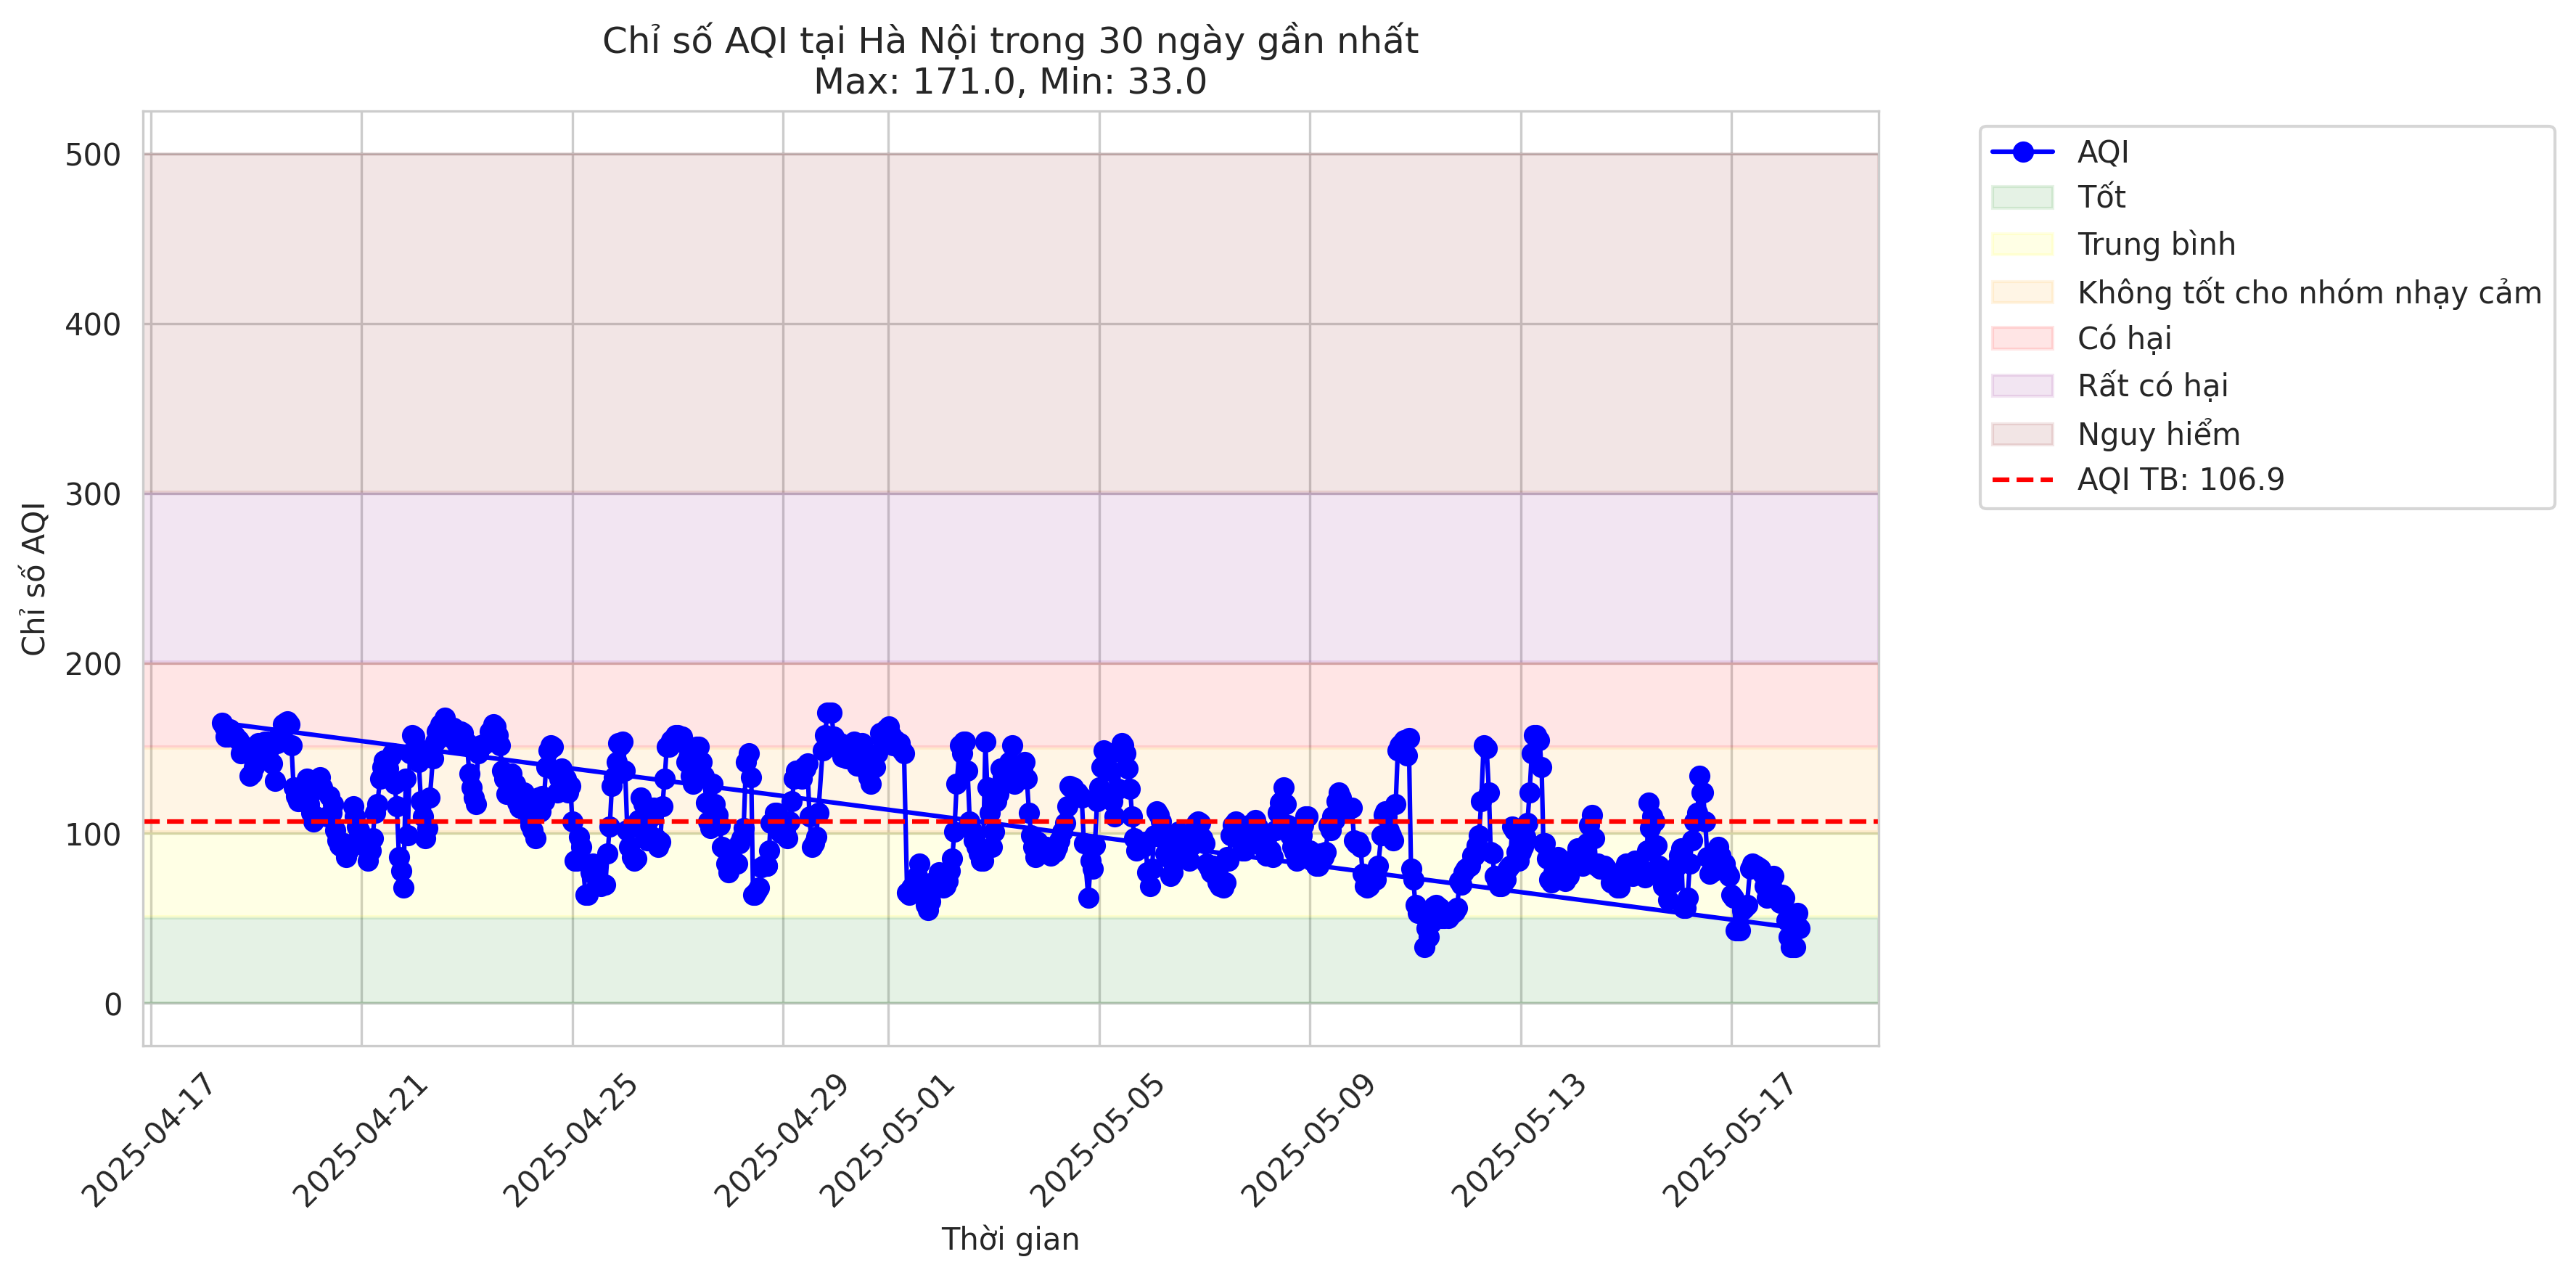 Chỉ số AQI tại Hà Nội trong 30 ngày gần nhất
Max: 171.0, Min: 33.0
Chỉ số AQI
500
400
300
200
100
0
2025-04-17
2025-04-21
2025-04-25
2025-04-29
2025-05-01
2025-05-05
2025-05-09
2025-05-13
2025-05-17
Thời gian
AQI
Tốt
Trung bình
Không tốt cho nhóm nhạy cảm
Có hại
Rất có hại
Nguy hiểm
AQI TB: 106.9